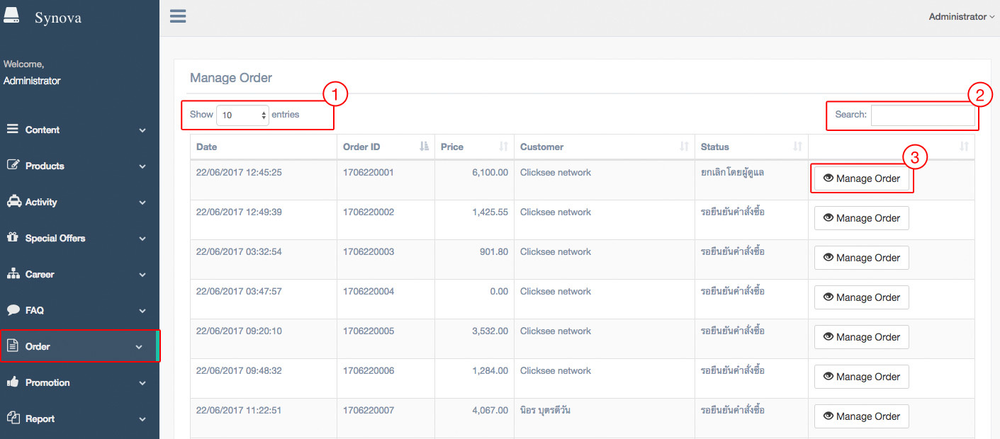 Synova
Administrator
Welcome,
Administrator
Content
Products
Activity
Special Offers
Career
FAQ
Order
Promotion
Report
Manage Order
1
2
Show 10 entries
Search:
Date Order ID Price Customer Status
3
22/06/2017 12:45:25 1706220001 6,100.00 Clicksee network ยกเลิกโดยผู้ดูแล Manage Order
22/06/2017 12:49:39 1706220002 1,425.55 Clicksee network รอยืนยันคำสั่งซื้อ Manage Order
22/06/2017 03:32:54 1706220003 901.80 Clicksee network รอยืนยันคำสั่งซื้อ Manage Order
22/06/2017 03:47:57 1706220004 0.00 Clicksee network รอยืนยันคำสั่งซื้อ Manage Order
22/06/2017 09:20:10 1706220005 3,532.00 Clicksee network รอยืนยันคำสั่งซื้อ Manage Order
22/06/2017 09:48:32 1706220006 1,284.00 Clicksee network รอยืนยันคำสั่งซื้อ Manage Order
22/06/2017 11:22:51 1706220007 4,067.00 นิอร บุตรดีวัน รอยืนยันคำสั่งซื้อ Manage Order